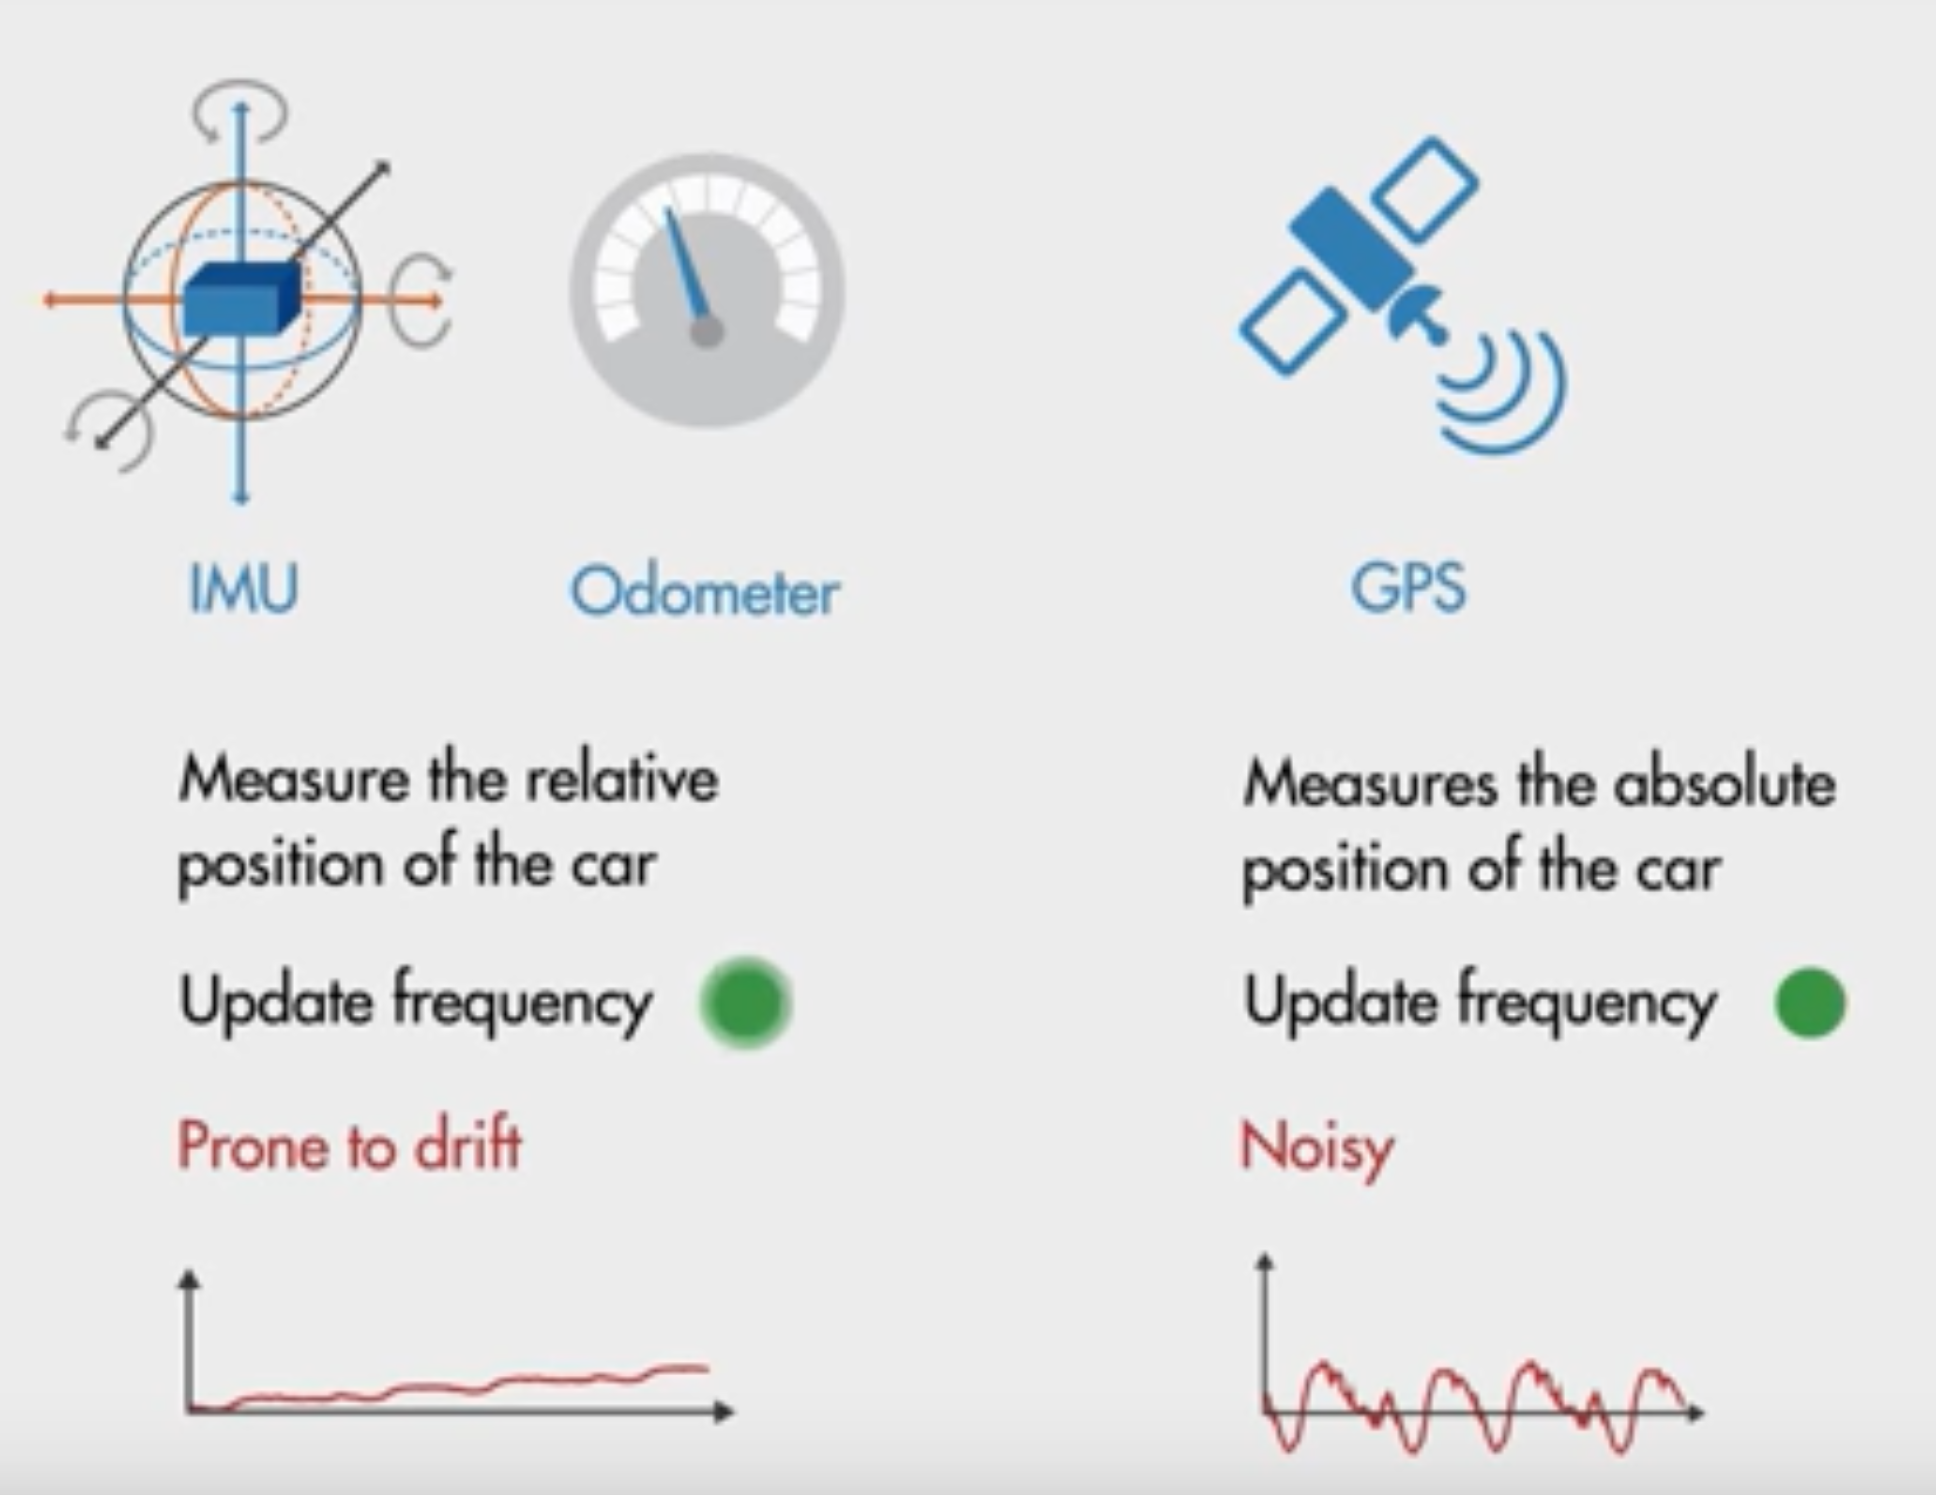 IMU
Odometer
GPS
Measure the relative
position of the car
Update frequency
Prone to drift
Measures the absolute
position of the car
Update frequency
Noisy